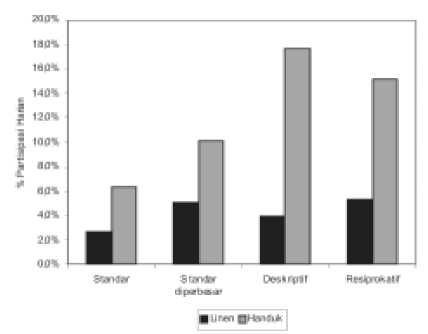 20,0%
18,0%
16,0%
14,0%
12,0%
10,0%
8,0%
6,0%
4,0%
2,0%
0,0%
% Partisipasi Harian
Standar
Standar diperbesar
Deskriptif
Resiprokatif
Linen
Handuk